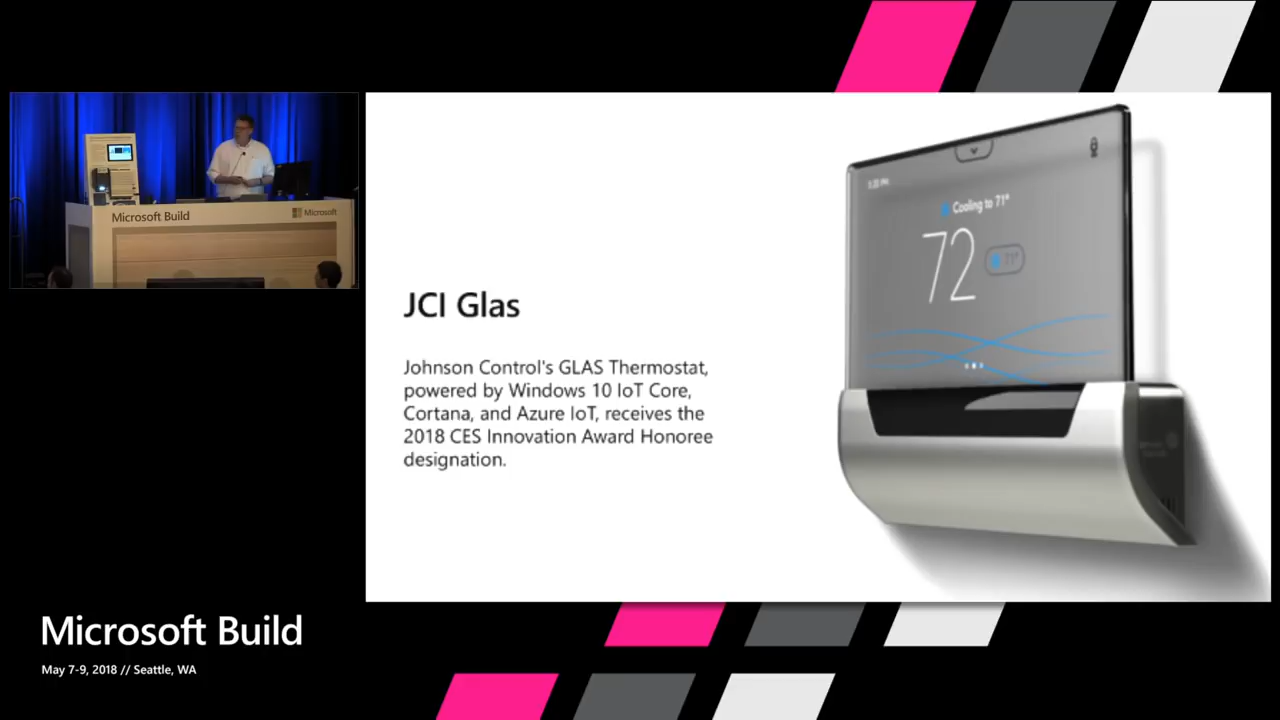 Microsoft Build
Microsoft
JCI Glas
Johnson Control's GLAS Thermostat,
powered by Windows 10 IoT Core,
Cortana, and Azure IoT, receives the
2018 CES Innovation Award Honoree
designation.
Cooling to 71°
72
71°
Microsoft Build
May 7-9, 2018 // Seattle, WA